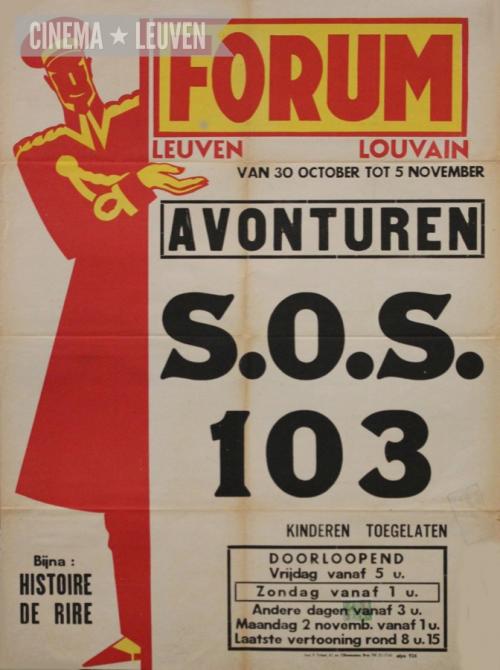 CINEMA ★ LEUVEN
FORUM
LEUVEN LOUVAIN
VAN 30 OCTOBER TOT 5 NOVEMBER
AVONTUREN
S.O.S.
103
KINDEREN TOEGELATEN
Bijna :
HISTOIRE
DE RIRE
DOORLOOPEND
Vrijdag vanaf 5 u.
Zondag vanaf 1 u.
Andere dagen vanaf 3 u.
Maandag 2 novemb. vanaf 1 u.
Laatste vertooning rond 8 u. 15